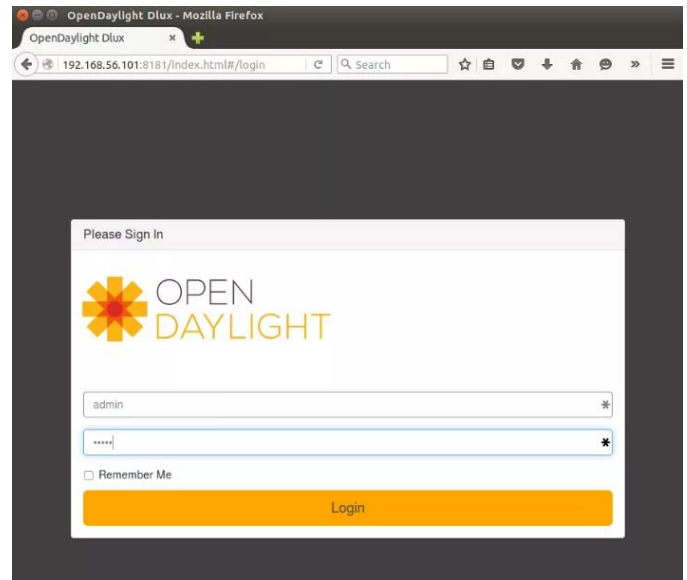 OpenDaylight Dlux - Mozilla Firefox
OpenDaylight Dlux
192.168.56.101:8181/index.html#/login
Search
Please Sign In
OPEN
DAYLIGHT
admin
•••••
Remember Me
Login